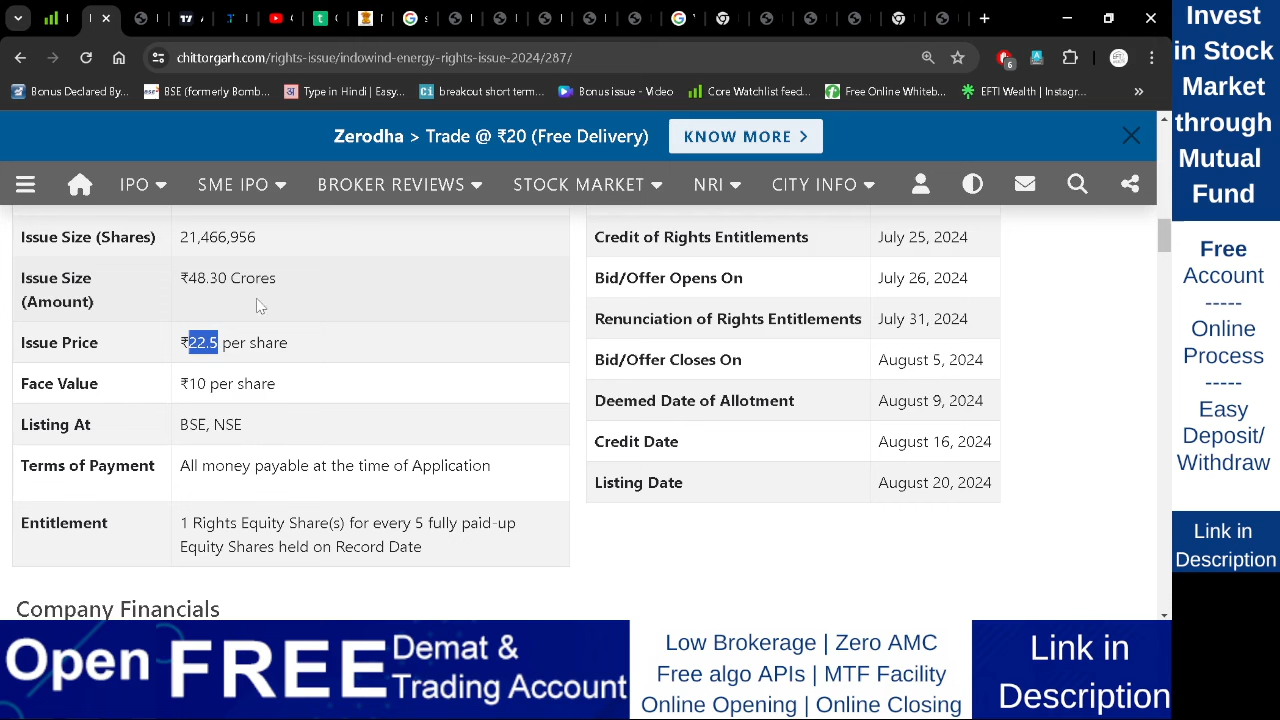 chittorgarh.com/rights-issue/indowind-energy-rights-issue-2024/287/
6
Bonus Declared By...
BSE (formerly Bomb...
Type in Hindi | Easy...
breakout short term...
Bonus issue - Video
Core Watchlist feed...
Free Online Whiteb...
EFTI Wealth | Instagr...
»
Zerodha > Trade @ ₹20 (Free Delivery)
KNOW MORE >
IPO
SME IPO
BROKER REVIEWS
STOCK MARKET
NRI
CITY INFO
Issue Size (Shares) 21,466,956
Issue Size ₹48.30 Crores
(Amount)
Issue Price ₹22.5 per share
Face Value ₹10 per share
Listing At BSE, NSE
Terms of Payment All money payable at the time of Application
Entitlement 1 Rights Equity Share(s) for every 5 fully paid-up
Equity Shares held on Record Date
Credit of Rights Entitlements July 25, 2024
Bid/Offer Opens On July 26, 2024
Renunciation of Rights Entitlements July 31, 2024
Bid/Offer Closes On August 5, 2024
Deemed Date of Allotment August 9, 2024
Credit Date August 16, 2024
Listing Date August 20, 2024
Company Financials
Invest
in Stock
Market
through
Mutual
Fund
Free
Account
-----
Online
Process
-----
Easy
Deposit/
Withdraw
Link in
Description
Open FREE Demat &
Trading Account
Low Brokerage | Zero AMC
Free algo APIs | MTF Facility
Online Opening | Online Closing
Link in
Description